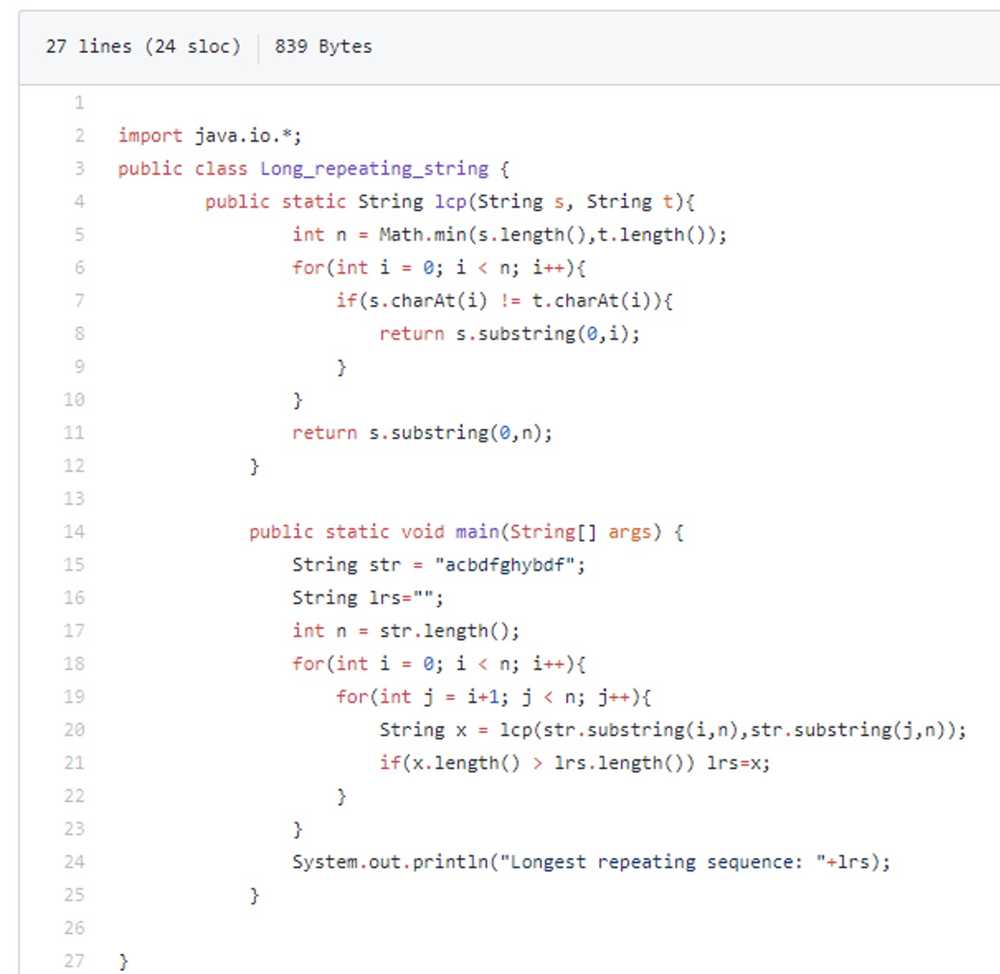 27 lines (24 sloc) 839 Bytes
1
2 import java.io.*;
3 public class Long_repeating_string {
4         public static String lcp(String s, String t){
5                 int n = Math.min(s.length(),t.length());
6                 for(int i = 0; i < n; i++){
7                     if(s.charAt(i) != t.charAt(i)){
8                         return s.substring(0,i);
9                     }
10                 }
11                 return s.substring(0,n);
12             }
13
14             public static void main(String[] args) {
15                 String str = "acbdfghybdf";
16                 String lrs="";
17                 int n = str.length();
18                 for(int i = 0; i < n; i++){
19                     for(int j = i+1; j < n; j++){
20                         String x = lcp(str.substring(i,n),str.substring(j,n));
21                         if(x.length() > lrs.length()) lrs=x;
22                     }
23                 }
24                 System.out.println("Longest repeating sequence: "+lrs);
25             }
26
27 }